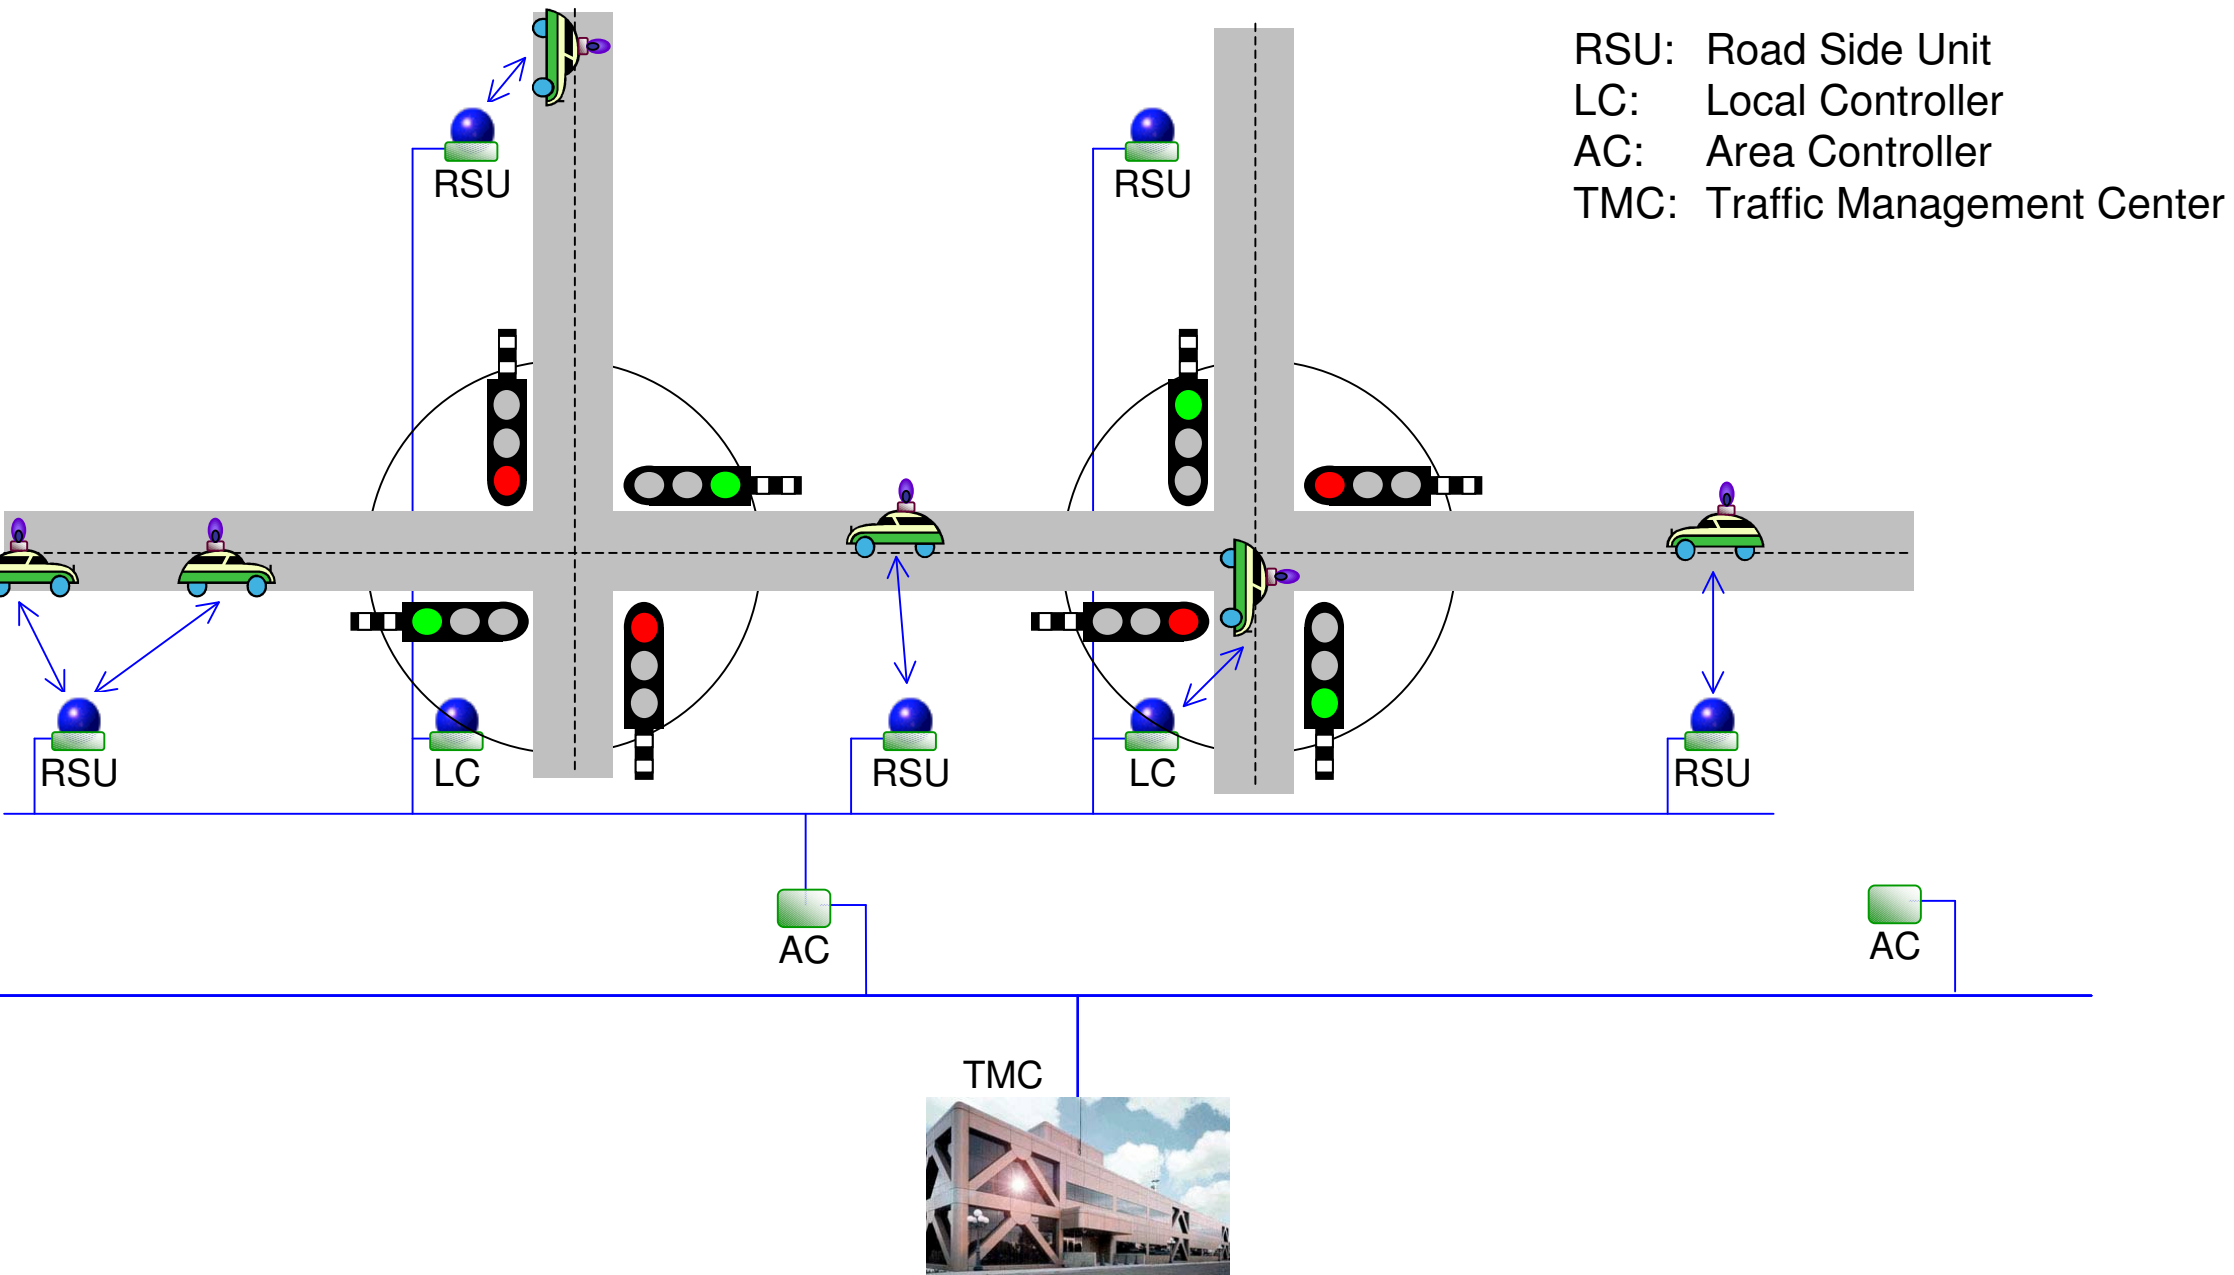 RSU: Road Side Unit
LC: Local Controller
AC: Area Controller
TMC: Traffic Management Center
RSU
RSU
RSU
LC
RSU
LC
RSU
AC
AC
TMC